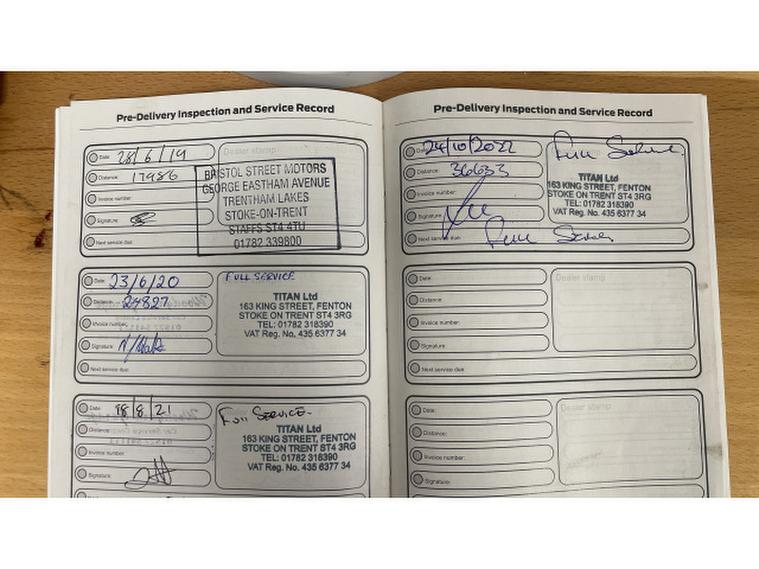 Pre-Delivery Inspection and Service Record
Date: 28/6/19
Distance: 17986
Invoice number:
Signature:
Next service due
Dealer stamp
BRISTOL STREET MOTORS
GEORGE EASTHAM AVENUE
TRENTHAM LAKES
STOKE-ON-TRENT
STAFFS ST4 4TU
01782 339800
Date: 23/6/20
Distance: 24827
Invoice number:
Signature:
Next service due:
FULL SERVICE
TITAN Ltd
163 KING STREET, FENTON
STOKE ON TRENT ST4 3RG
TEL: 01782 318390
VAT Reg. No. 435 6377 34
Date: 18/8/21
Distance:
Invoice number:
Signature:
Full Service
TITAN Ltd
163 KING STREET, FENTON
STOKE ON TRENT ST4 3RG
TEL: 01782 318390
VAT Reg. No. 435 6377 34
Pre-Delivery Inspection and Service Record
Date: 24/10/2022
Distance: 36633
Invoice number:
Signature:
Next service due:
Full Service
Full Service
TITAN Ltd
163 KING STREET, FENTON
STOKE ON TRENT ST4 3RG
TEL: 01782 318390
VAT Reg. No. 435 6377 34
Date:
Distance:
Invoice number:
Signature:
Next service due:
Dealer stamp
Date:
Distance:
Invoice number:
Signature:
Dealer stamp